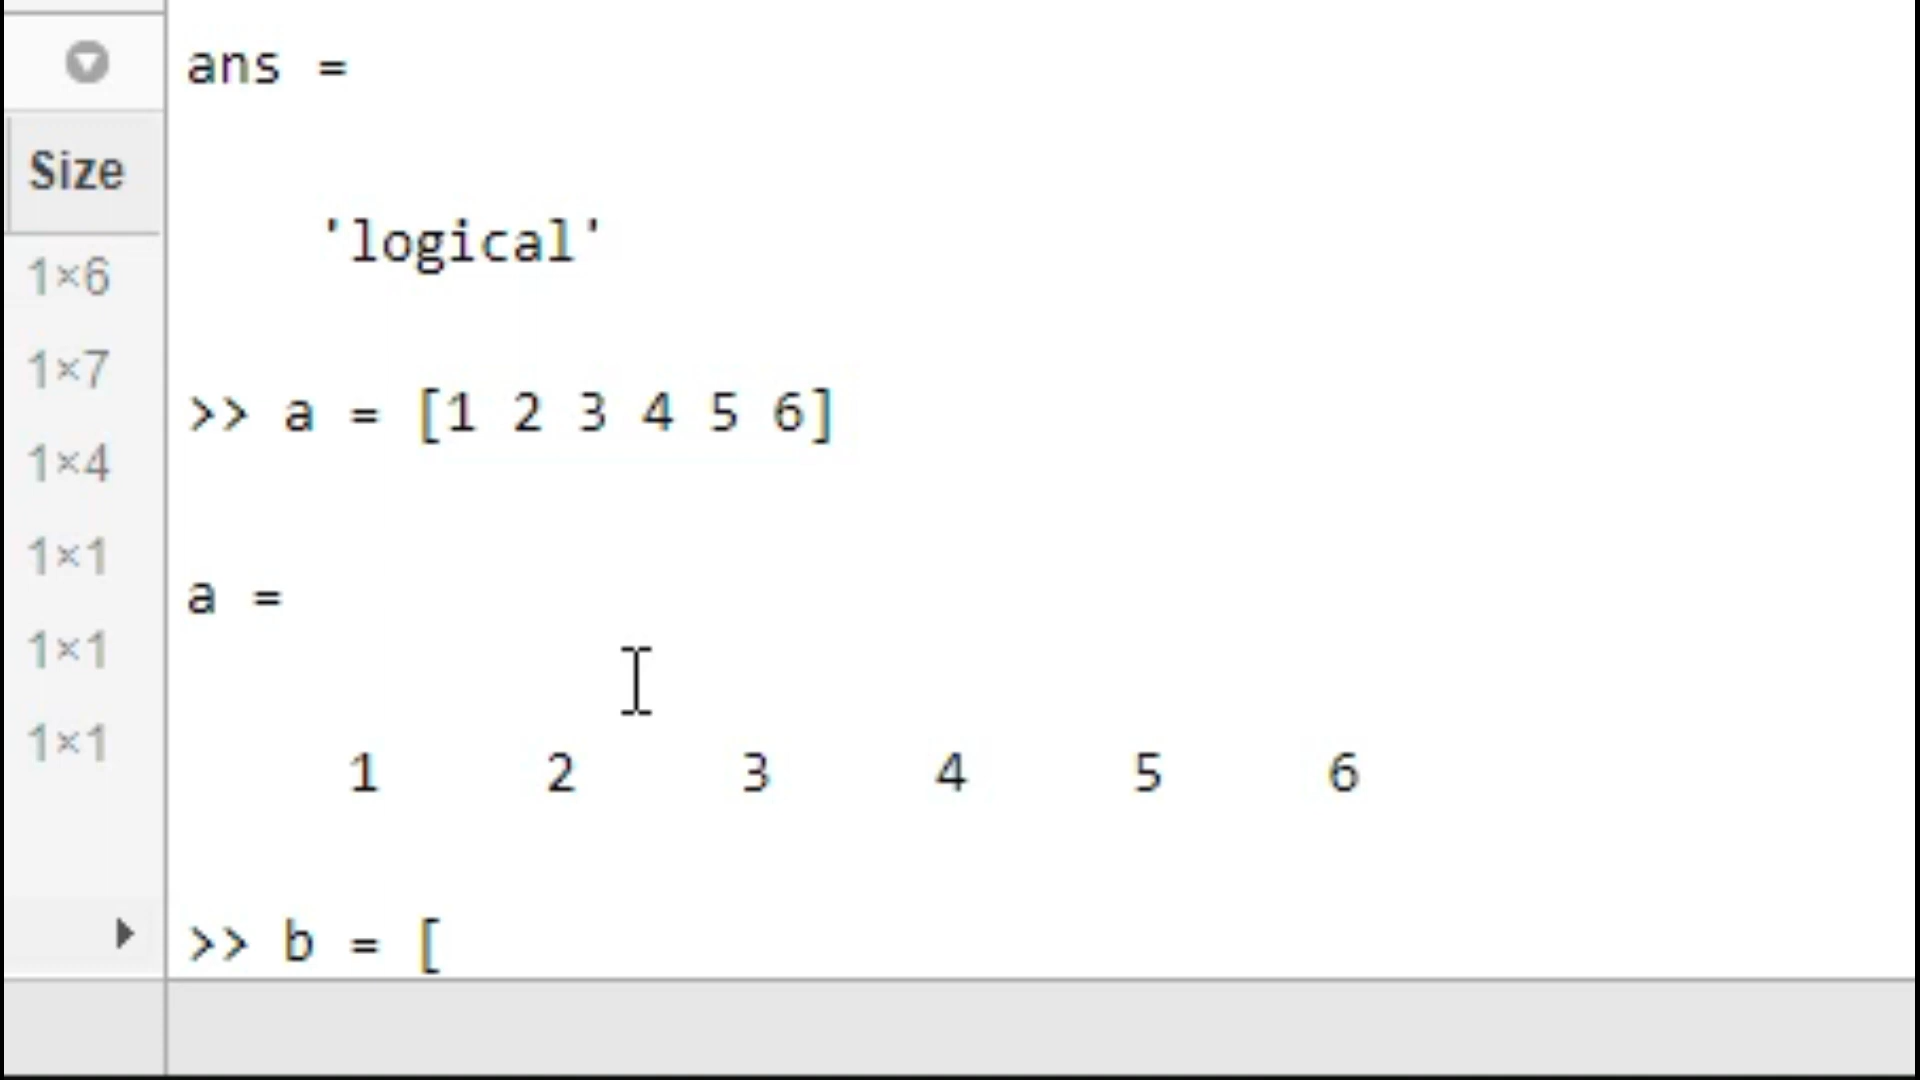 Size
1×6
1×7
1×4
1×1
1×1
1×1
ans =
'logical'
>> a = [1 2 3 4 5 6]
a =
1 2 3 4 5 6
>> b = [